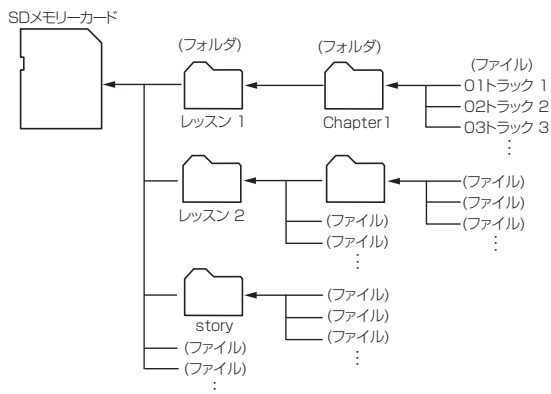 SDメモリーカード
(フォルダ)
(フォルダ)
(ファイル)
01トラック 1
02トラック 2
03トラック 3
⋮
レッスン 1
Chapter1
(ファイル)
(ファイル)
(ファイル)
⋮
レッスン 2
(ファイル)
(ファイル)
⋮
(ファイル)
(ファイル)
(ファイル)
⋮
story
(ファイル)
(ファイル)
⋮